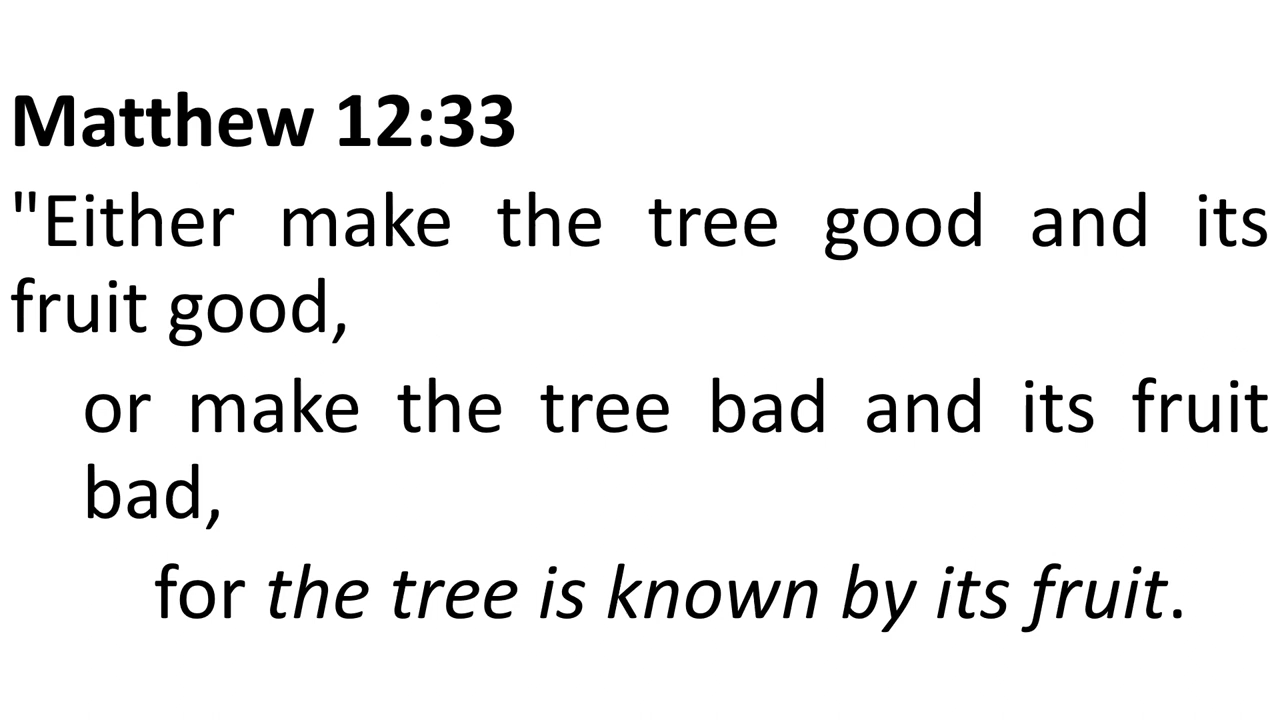 Matthew 12:33
"Either make the tree good and its
fruit good,
or make the tree bad and its fruit
bad,
for the tree is known by its fruit.